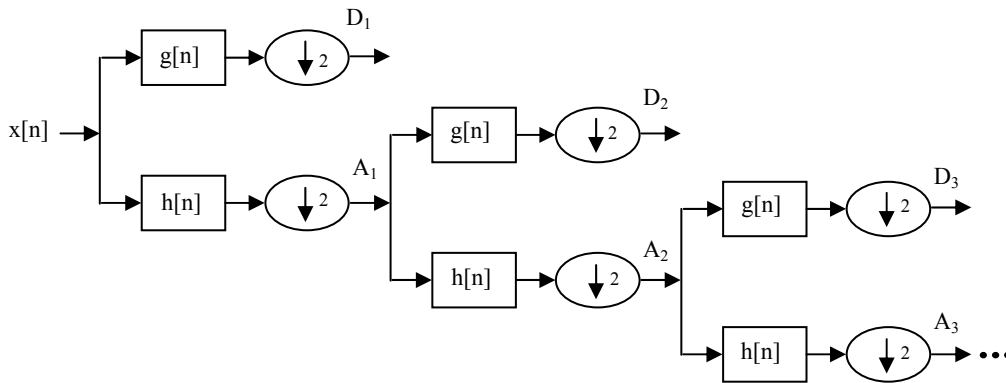 D₁
g[n]
↓ 2
x[n]
D₂
g[n]
↓ 2
h[n]
↓ 2
A₁
D₃
g[n]
↓ 2
h[n]
↓ 2
A₂
h[n]
↓ 2
A₃
•••